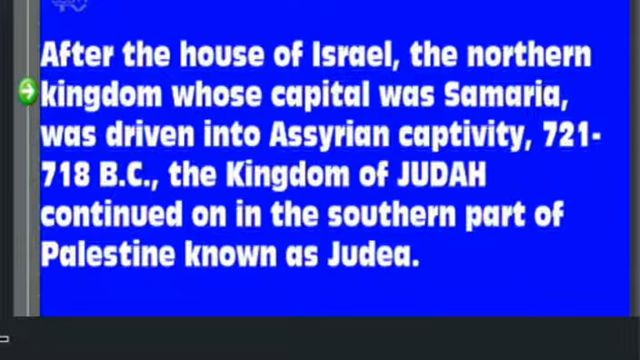 After the house of Israel, the northern
kingdom whose capital was Samaria,
was driven into Assyrian captivity, 721-
718 B.C., the Kingdom of JUDAH
continued on in the southern part of
Palestine known as Judea.